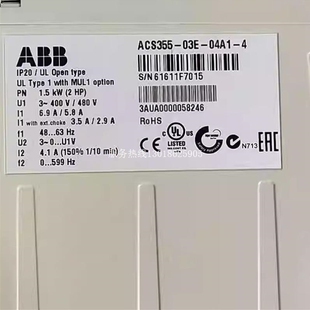 ABB
ACS355-03E-04A1-4
IP20 / UL Open type
UL Type 1 with MUL1 option
S/N 61611F7015
PN 1.5 kW (2 HP)
U1 3~ 400 V / 480 V
3AUA0000058246
I1 6.9 A / 5.8 A
RoHS
I1 with ext. choke 3.5 A / 2.9 A
f1 48...63 Hz
U2 3~ 0...U1 V
I2 4.1 A (150% 1/10 min)
f2 0...599 Hz
C UL US
LISTED
N713
EAC